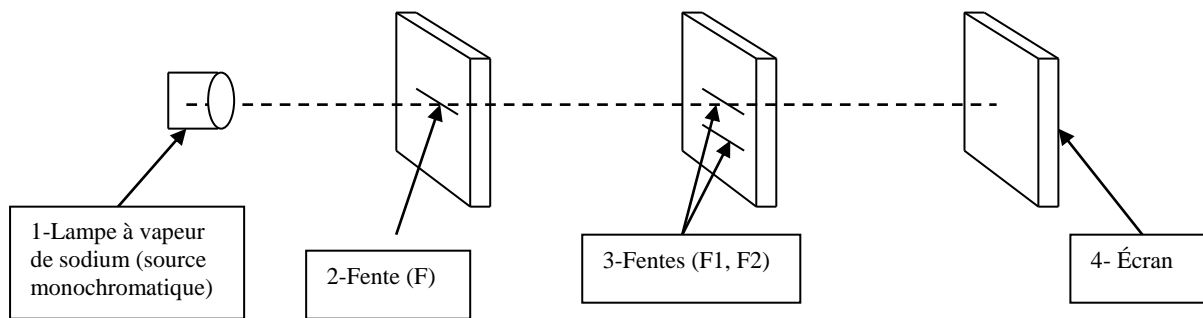 1-Lampe à vapeur
de sodium (source
monochromatique)
2-Fente (F)
3-Fentes (F1, F2)
4- Écran